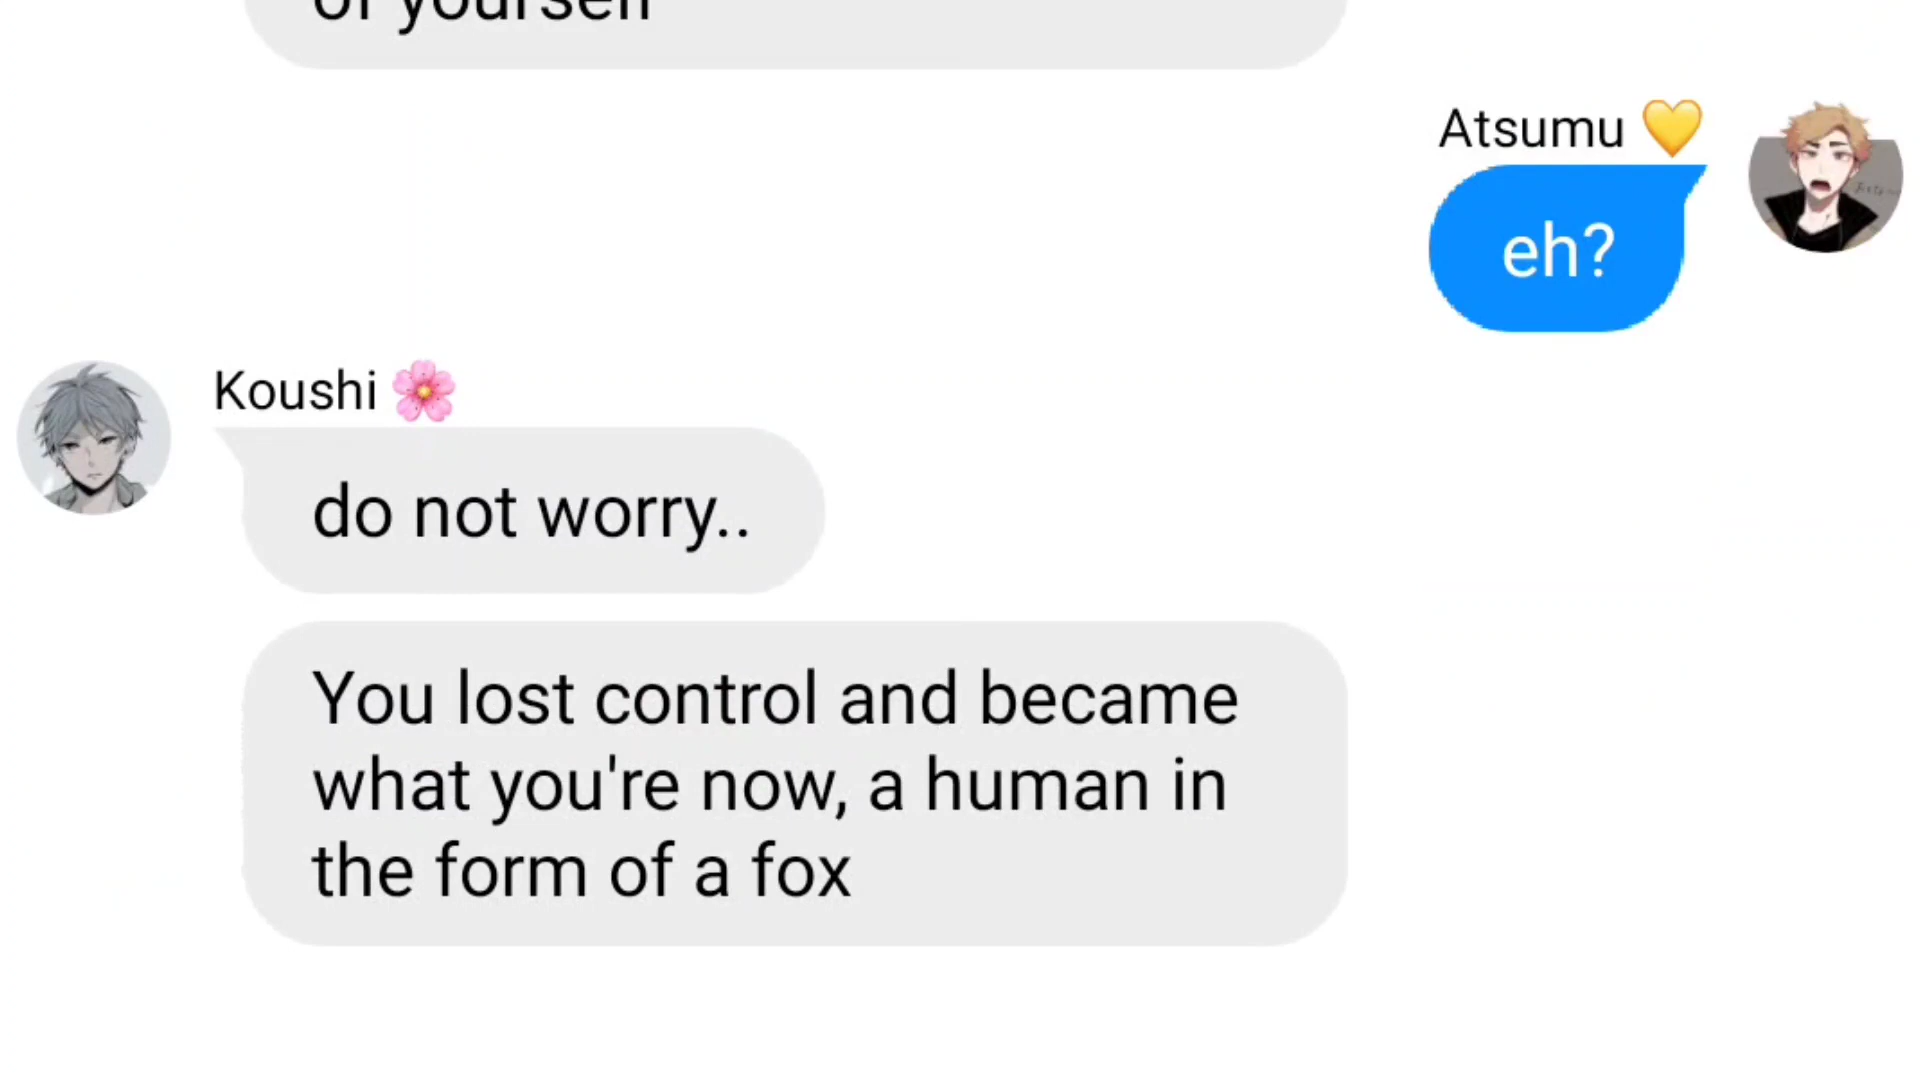 of yourself
Atsumu 💛
eh?
Koushi 🌸
do not worry..
You lost control and became
what you're now, a human in
the form of a fox